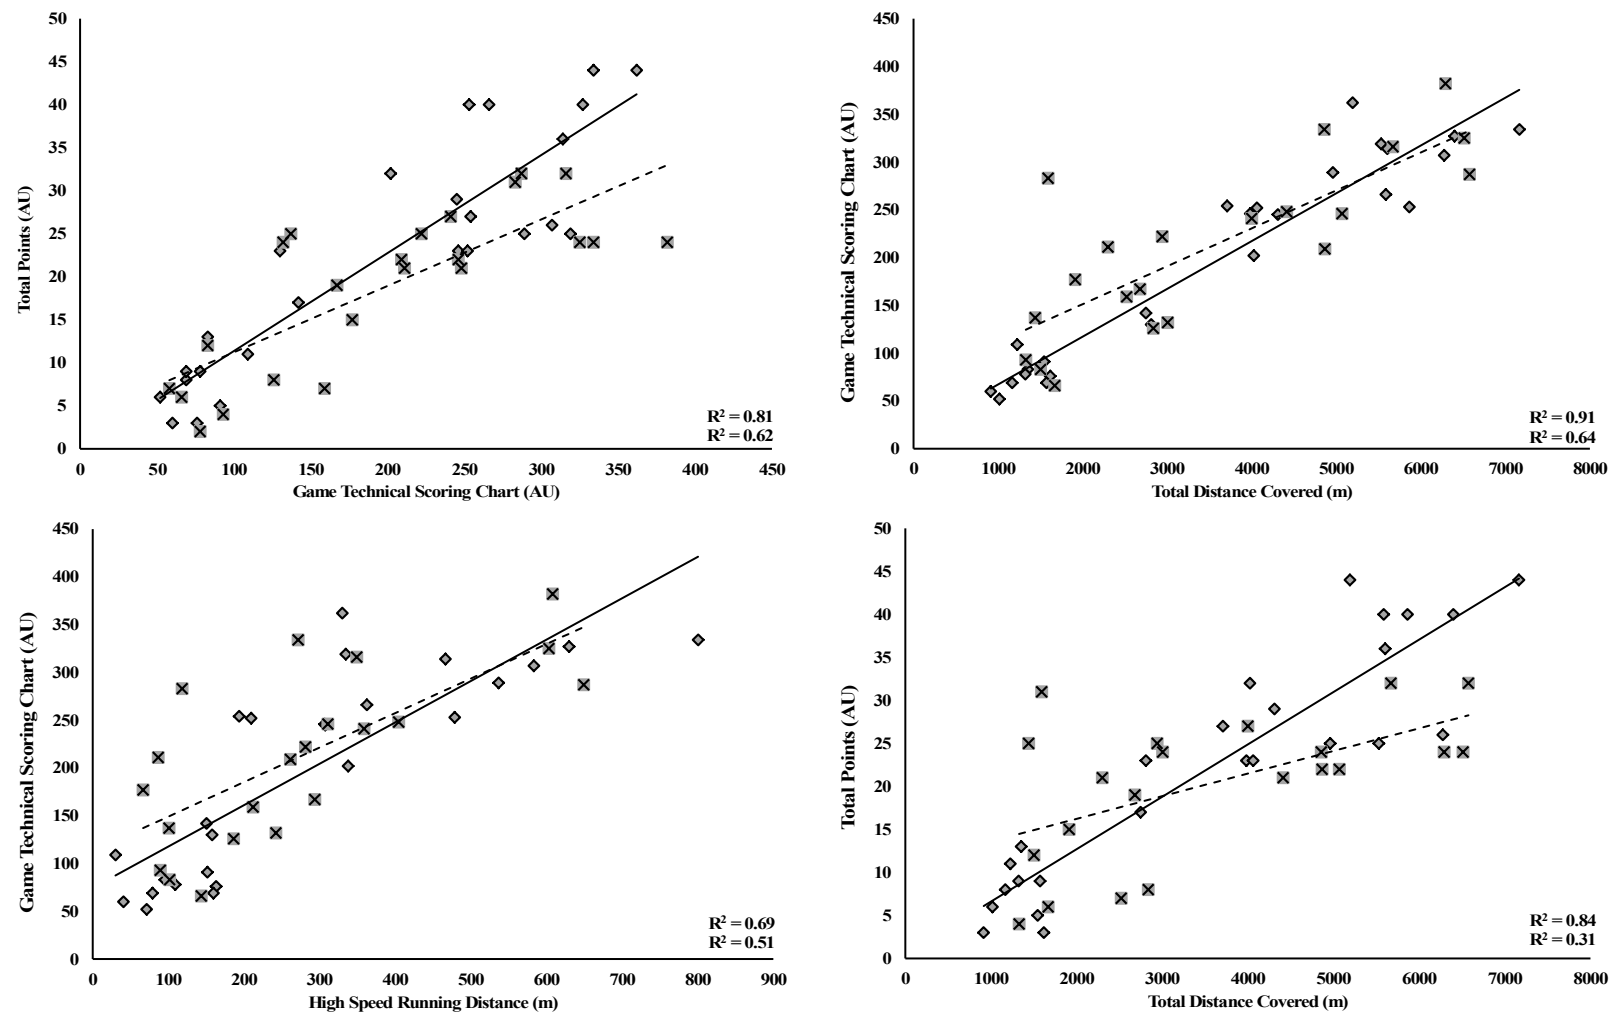 50
45
40
35
30
25
20
15
10
5
0
Total Points (AU)
0 50 100 150 200 250 300 350 400 450
Game Technical Scoring Chart (AU)
R² = 0.81
R² = 0.62
450
400
350
300
250
200
150
100
50
0
Game Technical Scoring Chart (AU)
0 1000 2000 3000 4000 5000 6000 7000 8000
Total Distance Covered (m)
R² = 0.91
R² = 0.64
450
400
350
300
250
200
150
100
50
0
Game Technical Scoring Chart (AU)
0 100 200 300 400 500 600 700 800 900
High Speed Running Distance (m)
R² = 0.69
R² = 0.51
50
45
40
35
30
25
20
15
10
5
0
Total Points (AU)
0 1000 2000 3000 4000 5000 6000 7000 8000
Total Distance Covered (m)
R² = 0.84
R² = 0.31